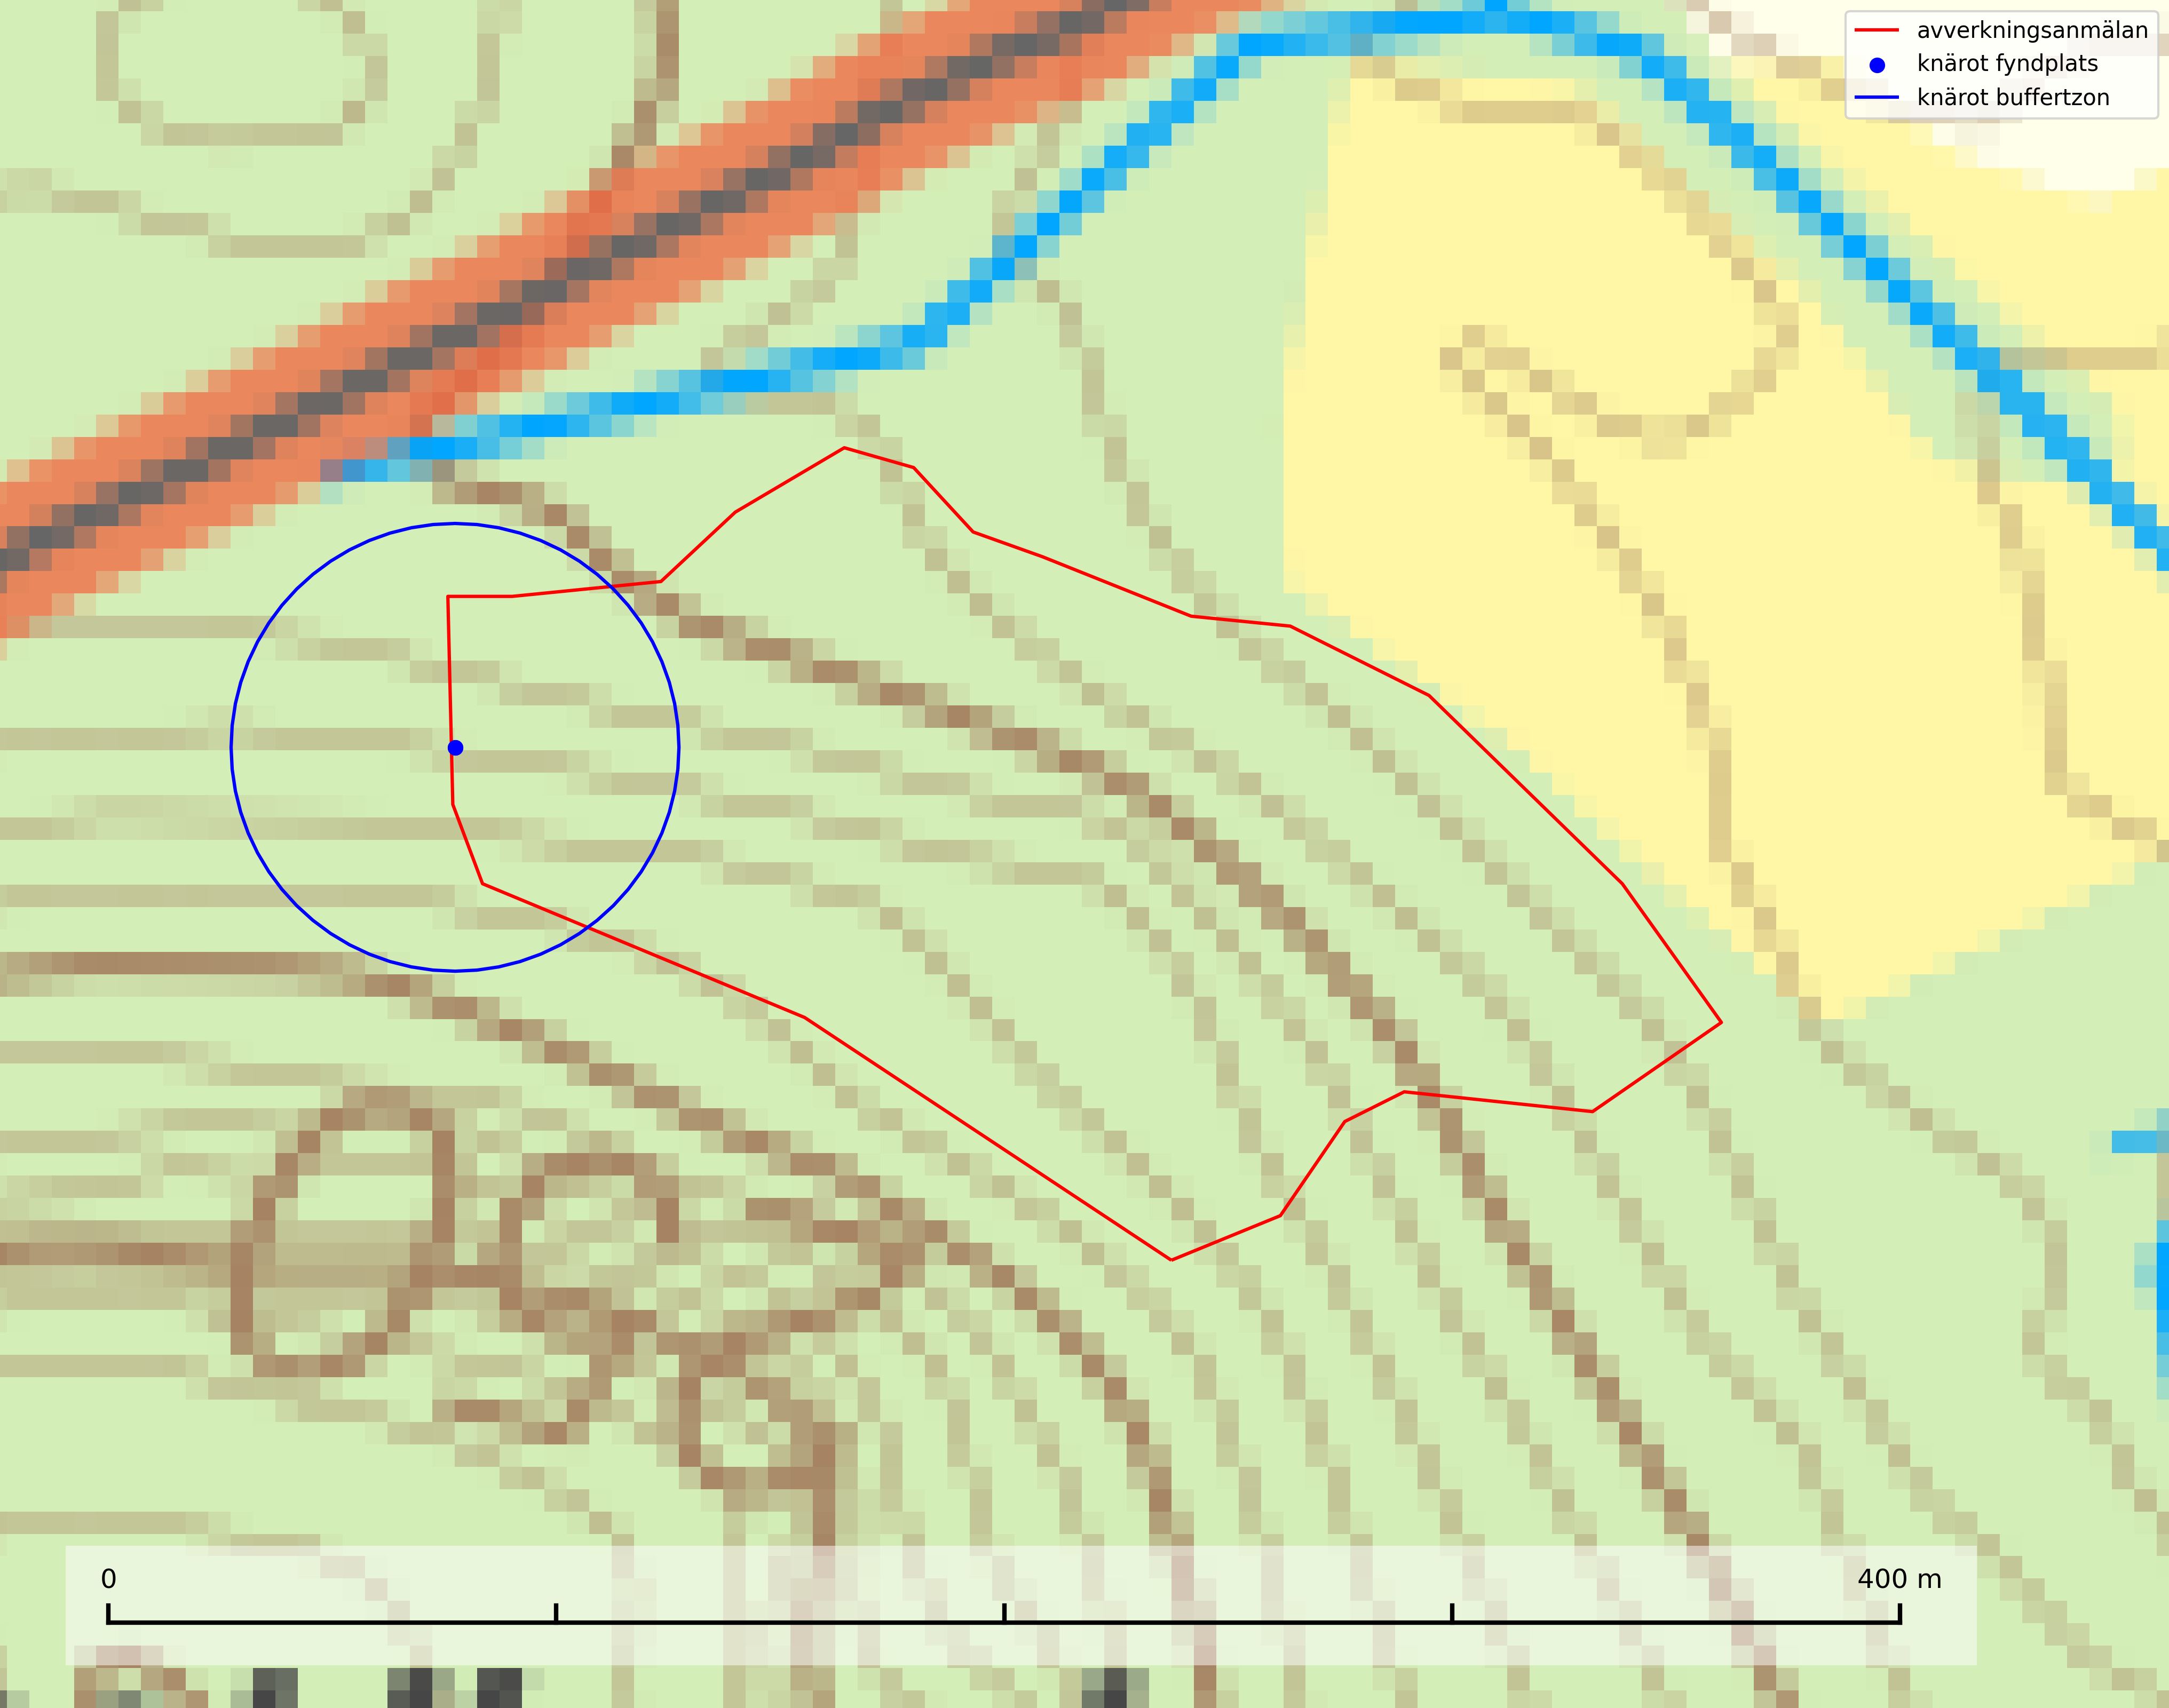 avverkningsanmälan
knärot fyndplats
knärot buffertzon
0
400 m